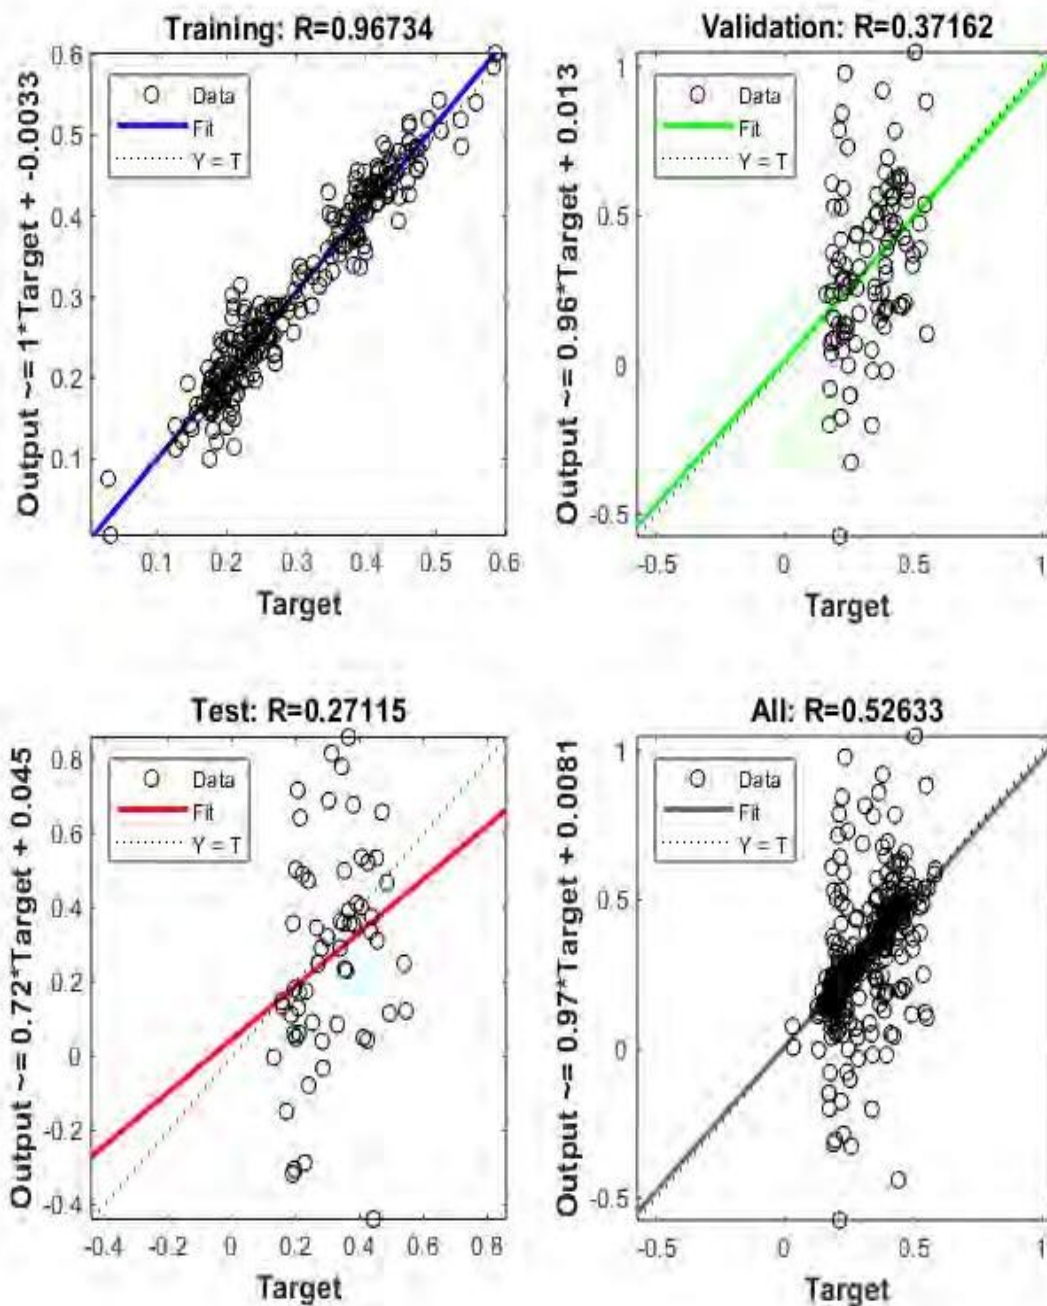 Training: R=0.96734
Output ~= 1*Target + -0.0033
0.6
0.5
0.4
0.3
0.2
0.1
Data
Fit
Y = T
0.1
0.2
0.3
0.4
0.5
0.6
Target
Validation: R=0.37162
Output ~= 0.96*Target + 0.013
1
0.5
0
-0.5
Data
Fit
Y = T
-0.5
0
0.5
1
Target
Test: R=0.27115
Output ~= 0.72*Target + 0.045
0.8
0.6
0.4
0.2
0
-0.2
-0.4
Data
Fit
Y = T
-0.4
-0.2
0
0.2
0.4
0.6
0.8
Target
All: R=0.52633
Output ~= 0.97*Target + 0.0081
1
0.5
0
-0.5
Data
Fit
Y = T
-0.5
0
0.5
1
Target